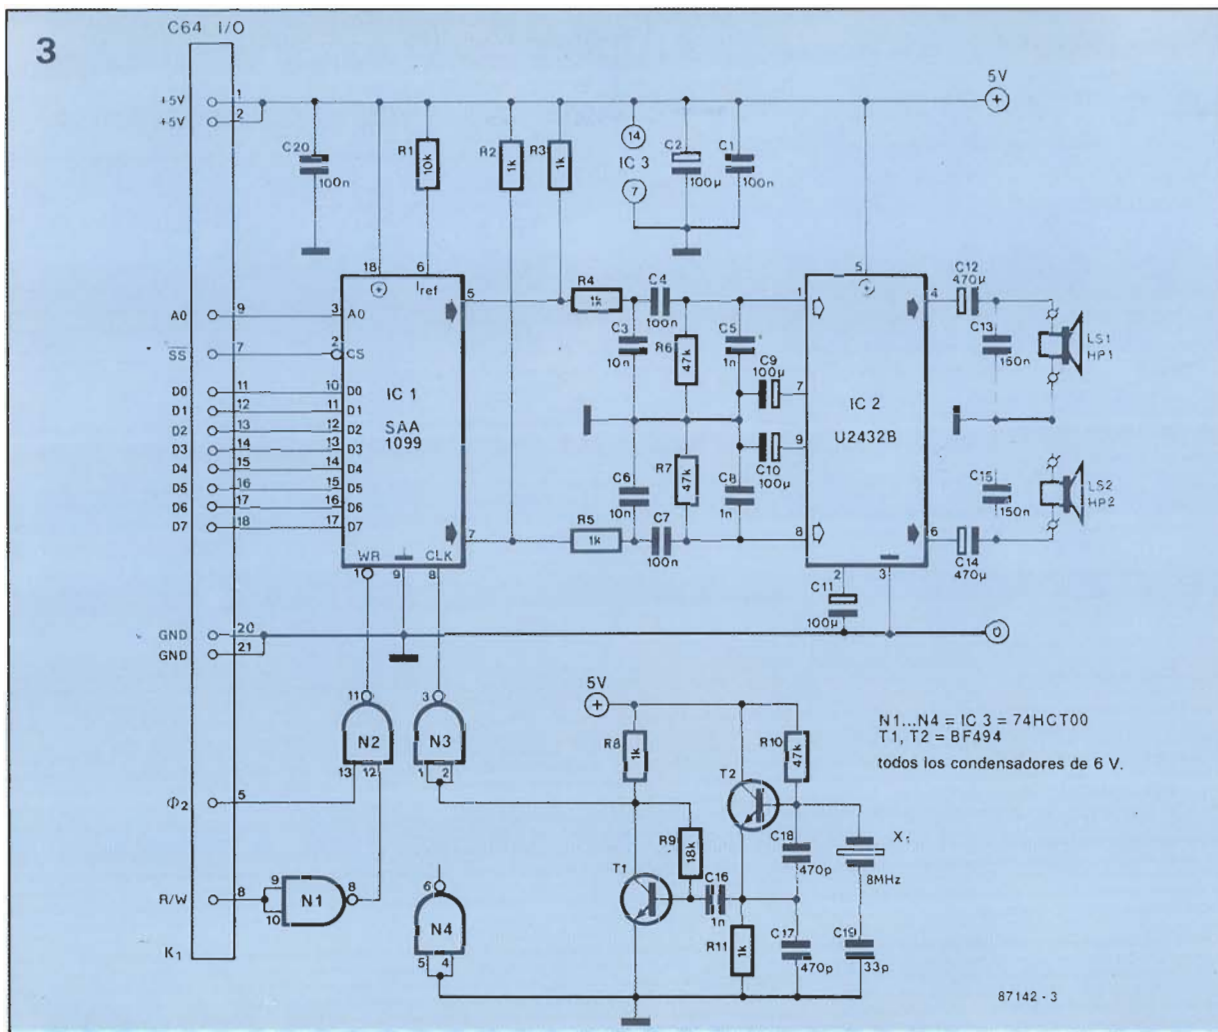 3
C64 I/O
+5V 1
+5V 2
5V
+
C20
100n
R1
10k
R2
1k
R3
1k
14
IC 3
7
C2
100µ
C1
100n
18
6
+
Iref
5
A0 9 3 A0
SS 7 2 CS
D0 11 10 D0
D1 12 11 D1
D2 13 12 D2
D3 14 13 D3
D4 15 14 D4
D5 16 15 D5
D6 17 16 D6
D7 18 17 D7
IC 1
SAA
1099
7
WR
CLK
1
9
8
R4
1k
C4
100n
C3
10n
R6
47k
C5
1n
C9
100µ
C10
100µ
C6
10n
R7
47k
C8
1n
R5
1k
C7
100n
1
7
9
8
5
+
IC 2
U2432B
4
6
2
3
C11
100µ
C12
470µ
C13
150n
LS1
HP1
C15
150n
LS2
HP2
C14
470µ
GND 20
GND 21
0
11
N2
13 12
3
N3
1 2
Φ2 5
R/W 8
9
10
N1
8
6
N4
5 4
K1
5V
+
R8
1k
T1
R9
18k
C16
1n
T2
R10
47k
R11
1k
C18
470p
C17
470p
X1
8MHz
C19
33p
N1...N4 = IC 3 = 74HCT00
T1, T2 = BF494
todos los condensadores de 6 V.
87142 - 3